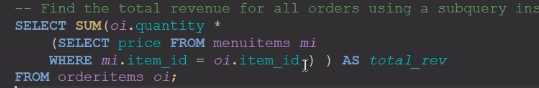 -- Find the total revenue for all orders using a subquery ins
SELECT SUM(oi.quantity *
(SELECT price FROM menuitems mi
WHERE mi.item_id = oi.item_id ) ) AS total_rev
FROM orderitems oi;